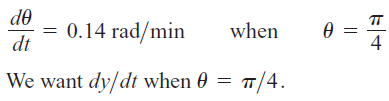 dθ/dt = 0.14 rad/min when θ = π/4
We want dy/dt when θ = π/4.